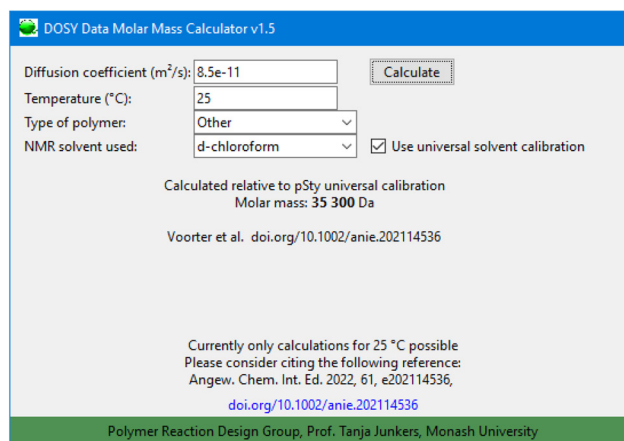 DOSY Data Molar Mass Calculator v1.5
Diffusion coefficient (m²/s): 8.5e-11 Calculate
Temperature (°C): 25
Type of polymer: Other
NMR solvent used: d-chloroform Use universal solvent calibration
Calculated relative to pSty universal calibration
Molar mass: 35 300 Da
Voorter et al. doi.org/10.1002/anie.202114536
Currently only calculations for 25 °C possible
Please consider citing the following reference:
Angew. Chem. Int. Ed. 2022, 61, e202114536,
doi.org/10.1002/anie.202114536
Polymer Reaction Design Group, Prof. Tanja Junkers, Monash University